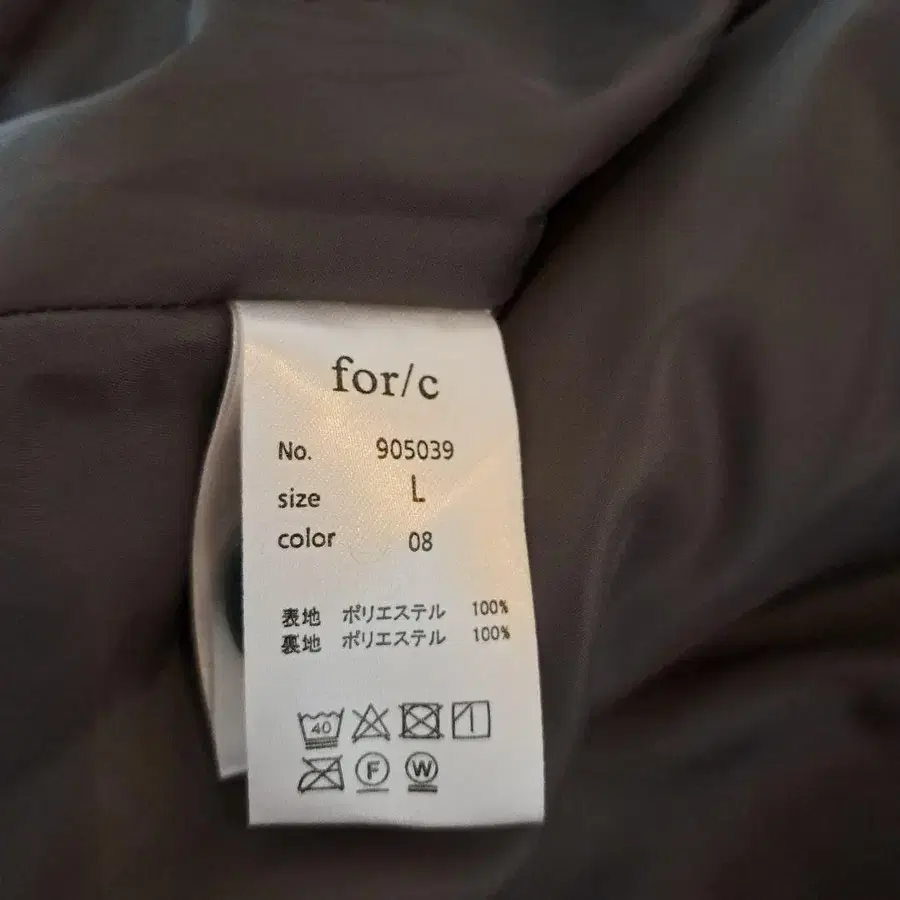 for/c
No. 905039
size L
color 08
表地 ポリエステル 100%
裏地 ポリエステル 100%
40
F W